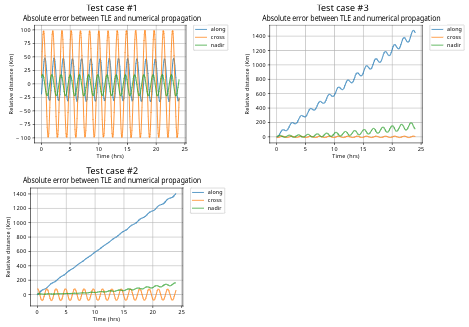 Test case #1
Absolute error between TLE and numerical propagation
Relative distance (Km)
100
75
50
25
0
−25
−50
−75
−100
0
5
10
15
20
25
Time (hrs)
along
cross
nadir
Test case #3
Absolute error between TLE and numerical propagation
Relative distance (Km)
1400
1200
1000
800
600
400
200
0
0
5
10
15
20
25
Time (hrs)
along
cross
nadir
Test case #2
Absolute error between TLE and numerical propagation
Relative distance (Km)
1400
1200
1000
800
600
400
200
0
0
5
10
15
20
25
Time (hrs)
along
cross
nadir